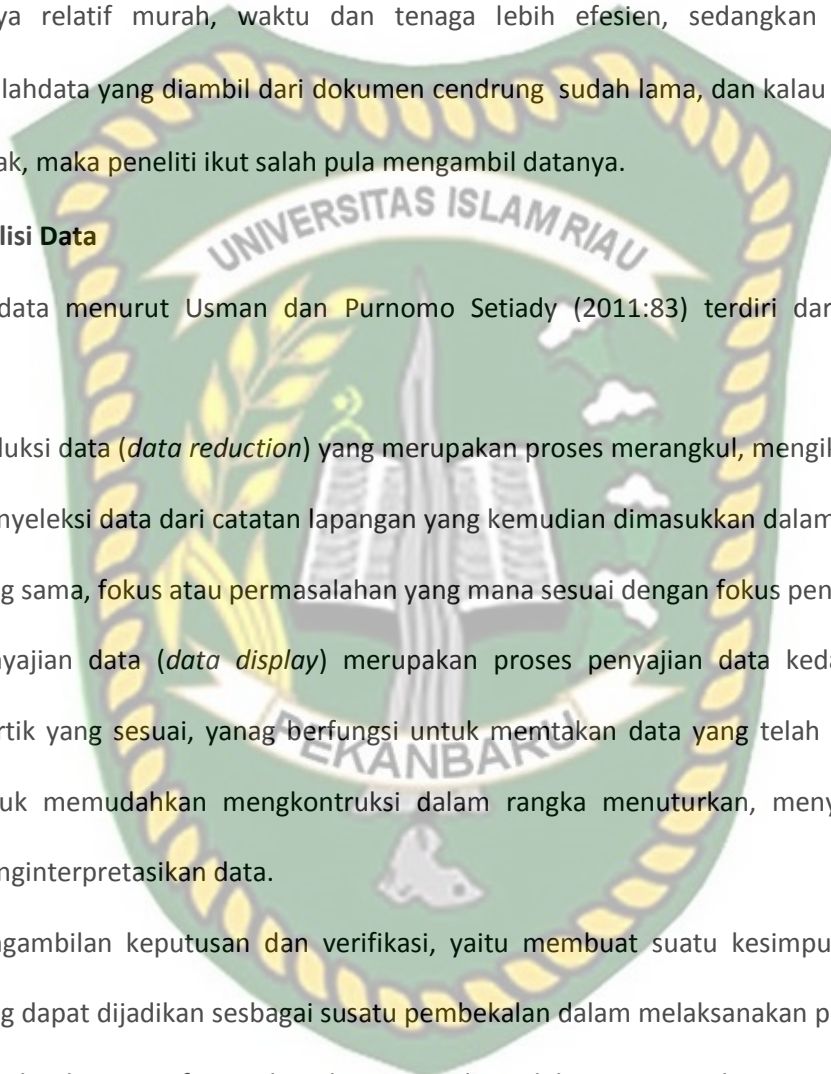 ya relatif murah, waktu dan tenaga lebih efesien, sedangkan
lahdata yang diambil dari dokumen cendrung sudah lama, dan kalau
ak, maka peneliti ikut salah pula mengambil datanya.
UNIVERSITAS ISLAM RIAU
lisi Data
data menurut Usman dan Purnomo Setiady (2011:83) terdiri dar
luksi data (data reduction) yang merupakan proses merangkul, mengik
nyeleksi data dari catatan lapangan yang kemudian dimasukkan dalam
g sama, fokus atau permasalahan yang mana sesuai dengan fokus pen
nyajian data (data display) merupakan proses penyajian data keda
rtik yang sesuai, yanag berfungsi untuk memtakan data yang telah
PEKANBARU
uk memudahkan mengkontruksi dalam rangka menuturkan, meny
nginterpretasikan data.
ngambilan keputusan dan verifikasi, yaitu membuat suatu kesimpu
g dapat dijadikan sesbagai susatu pembekalan dalam melaksanakan p